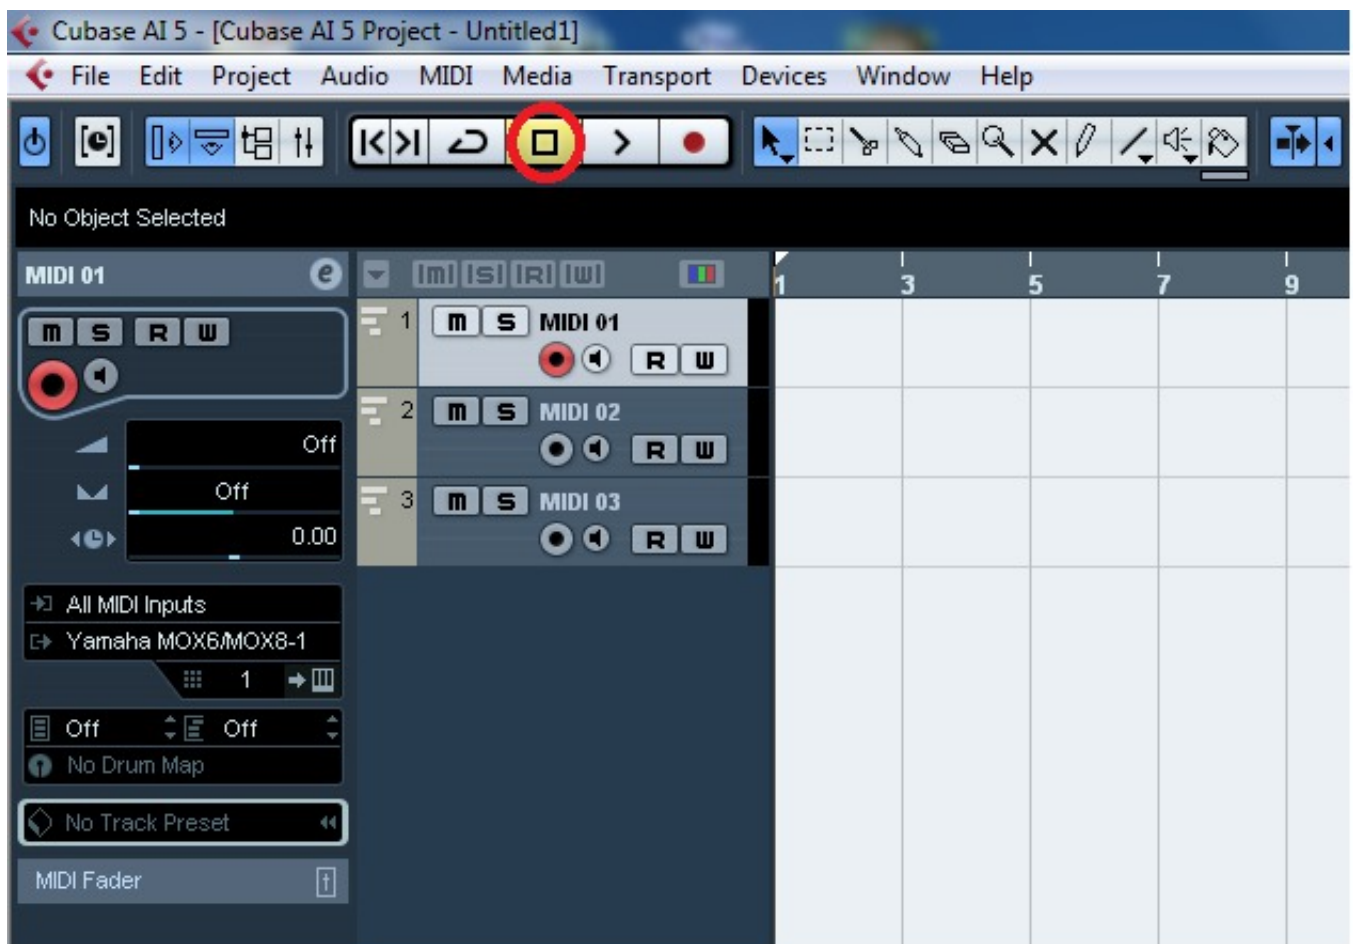 Cubase AI 5 - [Cubase AI 5 Project - Untitled1]
File Edit Project Audio MIDI Media Transport Devices Window Help
No Object Selected
MIDI 01 e m S R W 1 3 5 7 9
m S R W
1 m S MIDI 01
R W
2 m S MIDI 02
R W
3 m S MIDI 03
R W
Off
Off
0.00
All MIDI Inputs
Yamaha MOX6/MOX8-1
1
Off Off
No Drum Map
No Track Preset
MIDI Fader